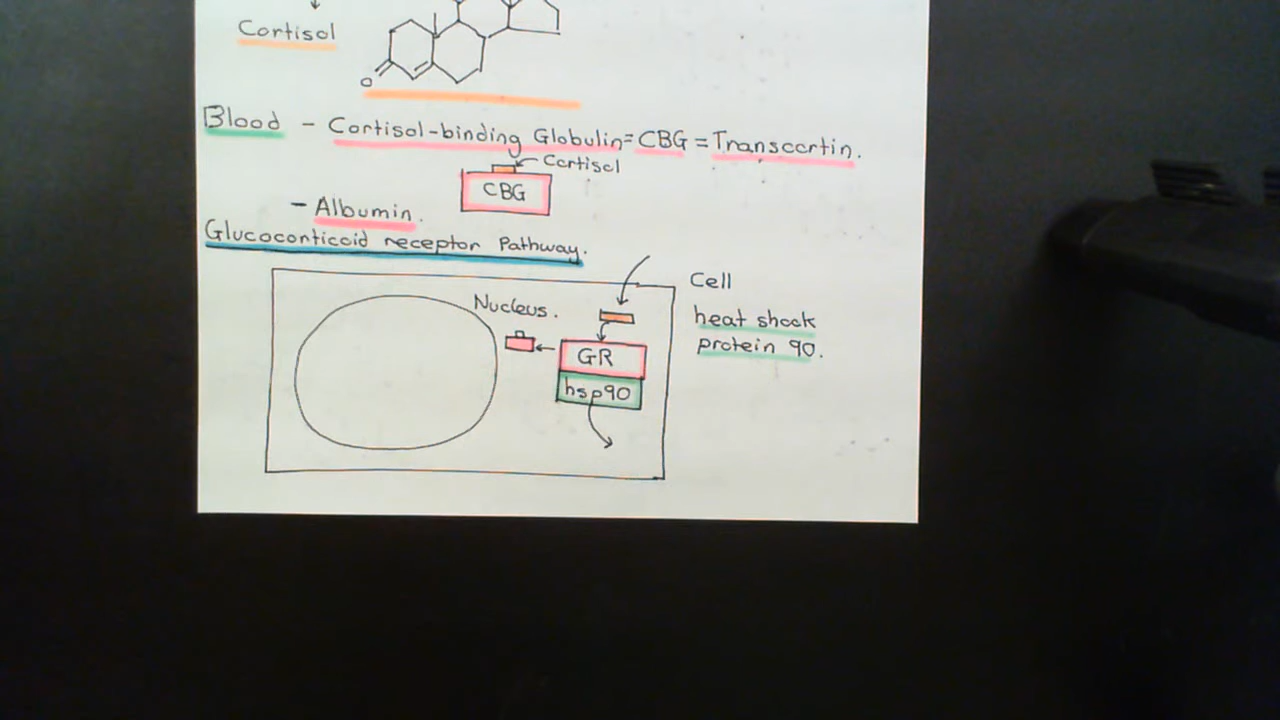 Cortisol
O
Blood - Cortisol-binding Globulin = CBG = Transcortin.
Cortisol
CBG
- Albumin.
Glucocorticoid receptor Pathway.
Cell
Nucleus.
heat shock
protein 90.
GR
hsp90